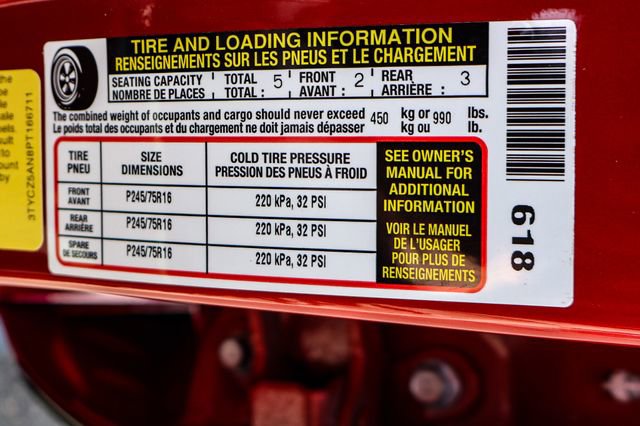 TIRE AND LOADING INFORMATION
RENSEIGNEMENTS SUR LES PNEUS ET LE CHARGEMENT
SEATING CAPACITY TOTAL FRONT REAR
NOMBRE DE PLACES TOTAL : 5 AVANT : 2 ARRIÈRE : 3
The combined weight of occupants and cargo should never exceed 450 kg or 990 lbs.
Le poids total des occupants et du chargement ne doit jamais dépasser kg ou lb.
TIRE SIZE COLD TIRE PRESSURE
PNEU DIMENSIONS PRESSION DES PNEUS À FROID
FRONT
AVANT P245/75R16 220 kPa, 32 PSI
REAR
ARRIÈRE P245/75R16 220 kPa, 32 PSI
SPARE
DE SECOURS P245/75R16 220 kPa, 32 PSI
SEE OWNER'S
MANUAL FOR
ADDITIONAL
INFORMATION
VOIR LE MANUEL
DE L'USAGER
POUR PLUS DE
RENSEIGNEMENTS
618
3TYCZ5AN8PT166711